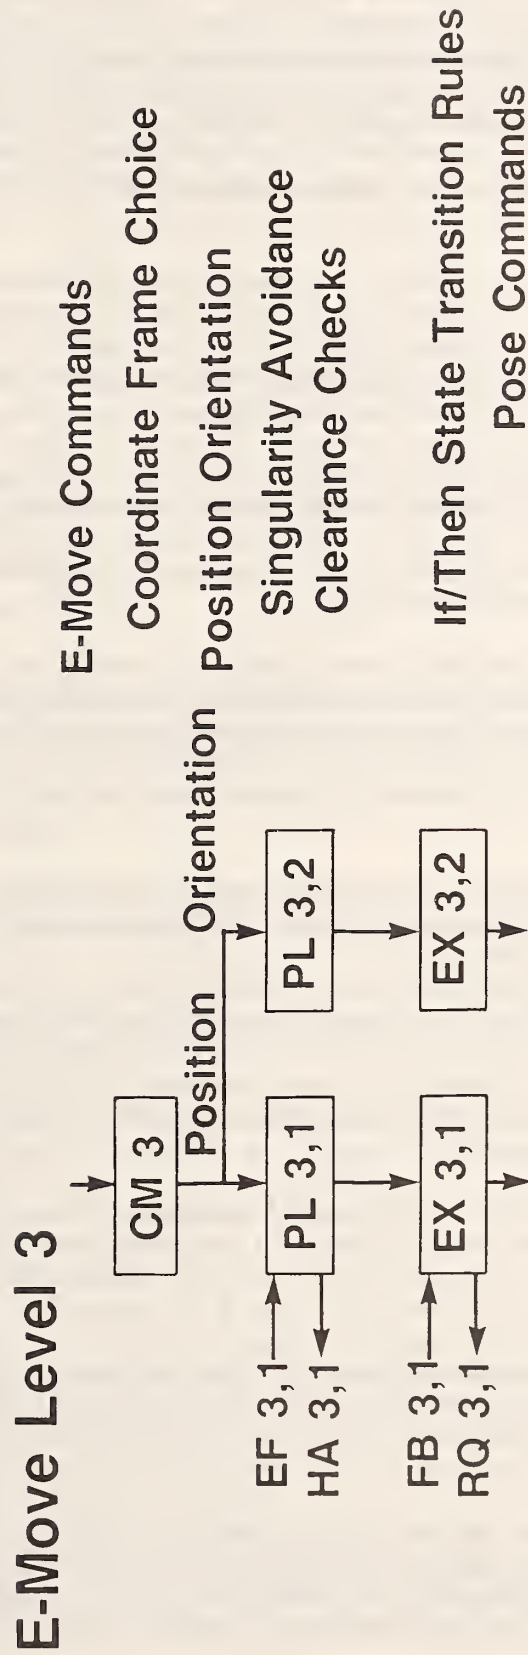 E-Move Level 3
CM 3
Position Orientation
EF 3,1
HA 3,1
PL 3,1
PL 3,2
FB 3,1
RQ 3,1
EX 3,1
EX 3,2
E-Move Commands
Coordinate Frame Choice
Position Orientation
Singularity Avoidance
Clearance Checks
If/Then State Transition Rules
Pose Commands